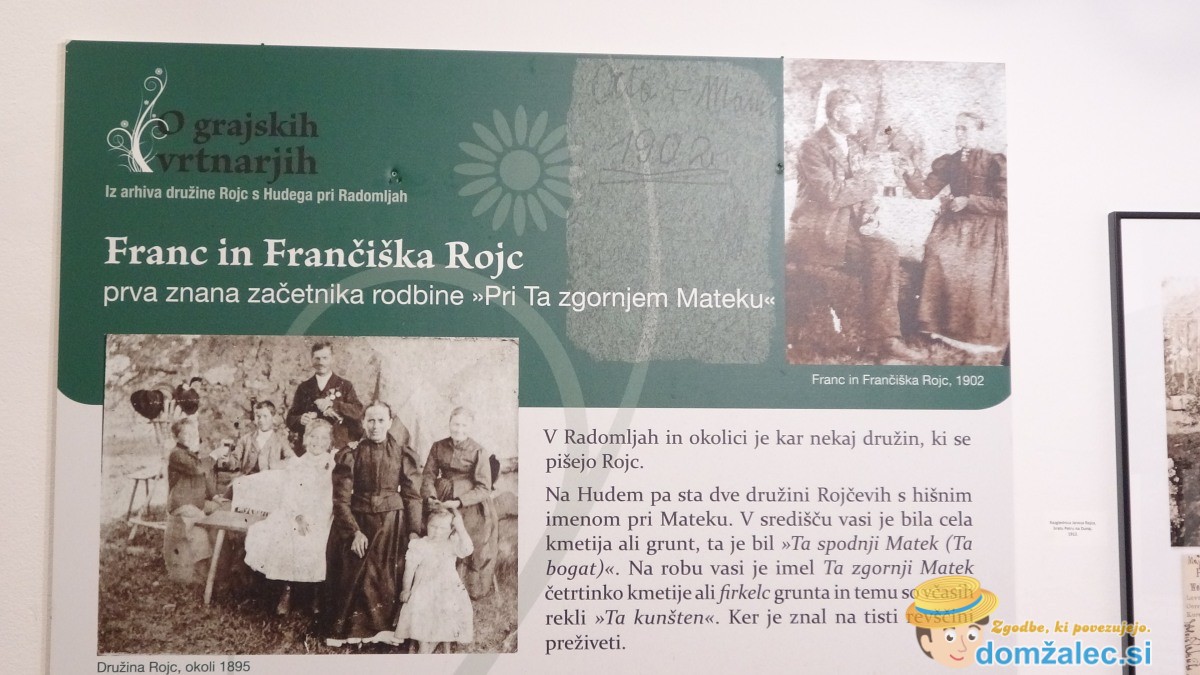 O grajskih
vrtnarjih
Iz arhiva družine Rojc s Hudega pri Radomljah
1902
Franc in Frančiška Rojc
prva znana začetnika rodbine »Pri Ta zgornjem Mateku«
Franc in Frančiška Rojc, 1902
V Radomljah in okolici je kar nekaj družin, ki se
pišejo Rojc.
Na Hudem pa sta dve družini Rojčevih s hišnim
imenom pri Mateku. V središču vasi je bila cela
kmetija ali grunt, ta je bil »Ta spodnji Matek (Ta
bogat)«. Na robu vasi je imel Ta zgornji Matek
četrtinko kmetije ali firkelc grunta in temu so včasih
rekli »Ta kunšten«. Ker je znal na tisti revščini
preživeti.
Družina Rojc, okoli 1895
Zgodbe, ki povezujejo.
domžalec.si